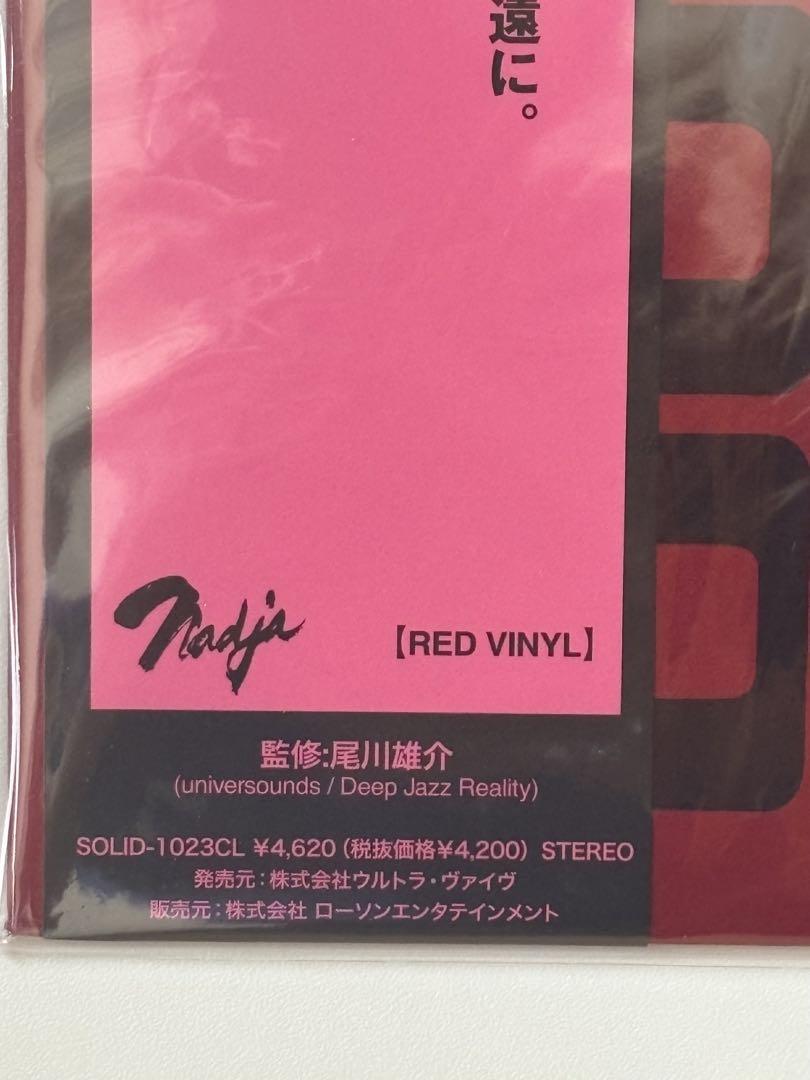 遠に。
Nadja
【RED VINYL】
監修:尾川雄介
(universounds / Deep Jazz Reality)
SOLID-1023CL ¥4,620（税抜価格¥4,200） STEREO
発売元：株式会社ウルトラ・ヴァイヴ
販売元：株式会社 ローソンエンタテインメント